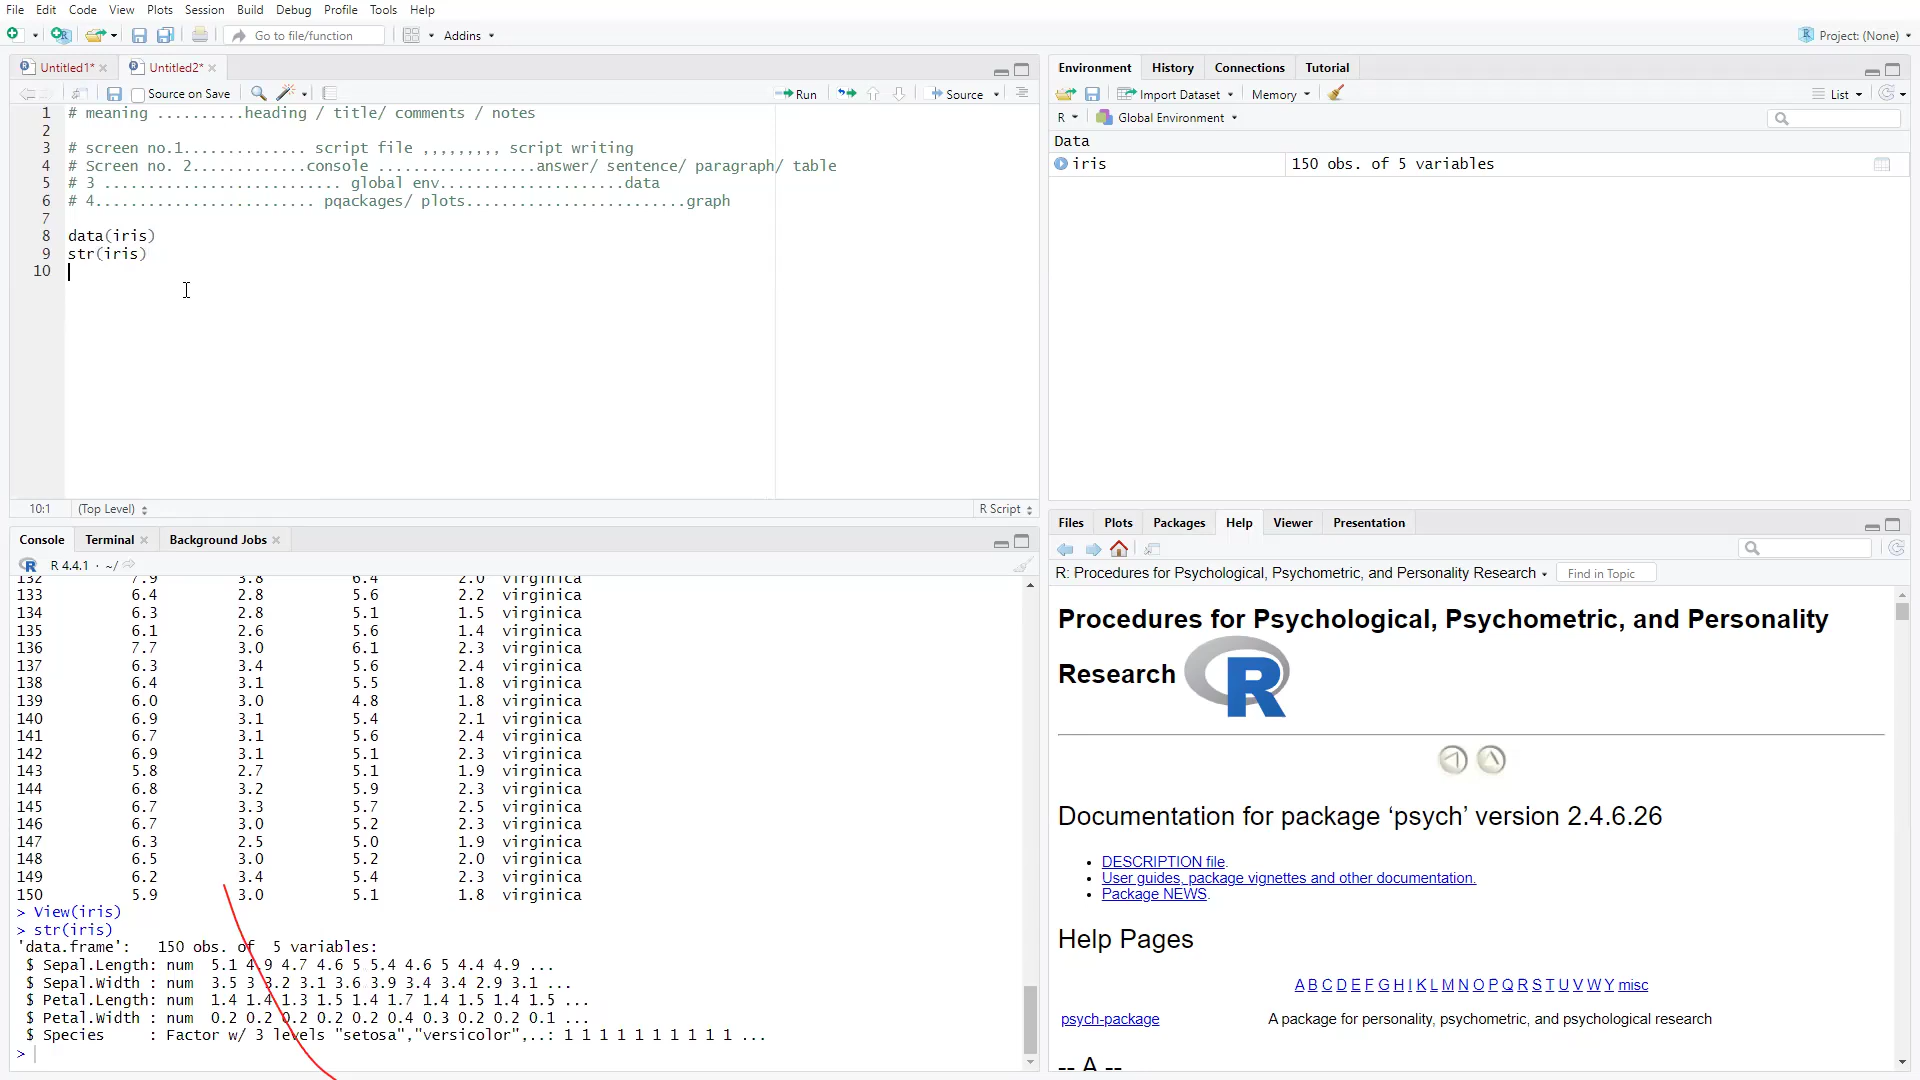 File Edit Code View Plots Session Build Debug Profile Tools Help
Go to file/function Addins Project: (None)
Untitled1* Untitled2*
Source on Save Run Source
1 # meaning ..........heading / title/ comments / notes
2
3 # screen no.1.............. script file ,,,,,,,,, script writing
4 # Screen no. 2.............console ..................answer/ sentence/ paragraph/ table
5 # 3 ........................... global env.....................data
6 # 4......................... pqackages/ plots.........................graph
7
8 data(iris)
9 str(iris)
10
10:1 (Top Level) R Script
Console Terminal Background Jobs
R 4.4.1 · ~/
132 7.9 3.8 6.4 2.0 virginica
133 6.4 2.8 5.6 2.2 virginica
134 6.3 2.8 5.1 1.5 virginica
135 6.1 2.6 5.6 1.4 virginica
136 7.7 3.0 6.1 2.3 virginica
137 6.3 3.4 5.6 2.4 virginica
138 6.4 3.1 5.5 1.8 virginica
139 6.0 3.0 4.8 1.8 virginica
140 6.9 3.1 5.4 2.1 virginica
141 6.7 3.1 5.6 2.4 virginica
142 6.9 3.1 5.1 2.3 virginica
143 5.8 2.7 5.1 1.9 virginica
144 6.8 3.2 5.9 2.3 virginica
145 6.7 3.3 5.7 2.5 virginica
146 6.7 3.0 5.2 2.3 virginica
147 6.3 2.5 5.0 1.9 virginica
148 6.5 3.0 5.2 2.0 virginica
149 6.2 3.4 5.4 2.3 virginica
150 5.9 3.0 5.1 1.8 virginica
> View(iris)
> str(iris)
'data.frame': 150 obs. of 5 variables:
$ Sepal.Length: num 5.1 4.9 4.7 4.6 5 5.4 4.6 5 4.4 4.9 ...
$ Sepal.Width : num 3.5 3 3.2 3.1 3.6 3.9 3.4 3.4 2.9 3.1 ...
$ Petal.Length: num 1.4 1.4 1.3 1.5 1.4 1.7 1.4 1.5 1.4 1.5 ...
$ Petal.Width : num 0.2 0.2 0.2 0.2 0.2 0.4 0.3 0.2 0.2 0.1 ...
$ Species : Factor w/ 3 levels "setosa","versicolor",..: 1 1 1 1 1 1 1 1 1 1 ...
>
Environment History Connections Tutorial
Import Dataset Memory List
R Global Environment
Data
iris 150 obs. of 5 variables
Files Plots Packages Help Viewer Presentation
R: Procedures for Psychological, Psychometric, and Personality Research Find in Topic
Procedures for Psychological, Psychometric, and Personality
Research R
Documentation for package ‘psych’ version 2.4.6.26
• DESCRIPTION file.
• User guides, package vignettes and other documentation.
• Package NEWS.
Help Pages
A B C D E F G H I K L M N O P Q R S T U V W Y misc
psych-package A package for personality, psychometric, and psychological research
-- A --